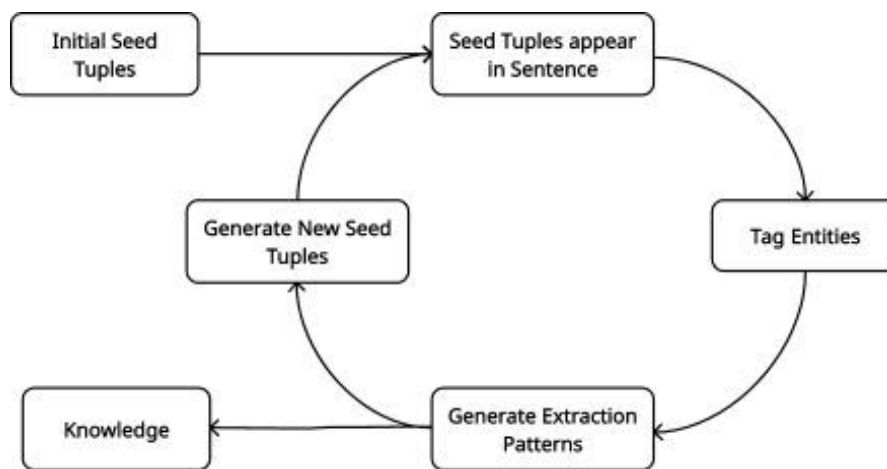 Initial Seed
Tuples
Seed Tuples appear
in Sentence
Generate New Seed
Tuples
Tag Entities
Knowledge
Generate Extraction
Patterns